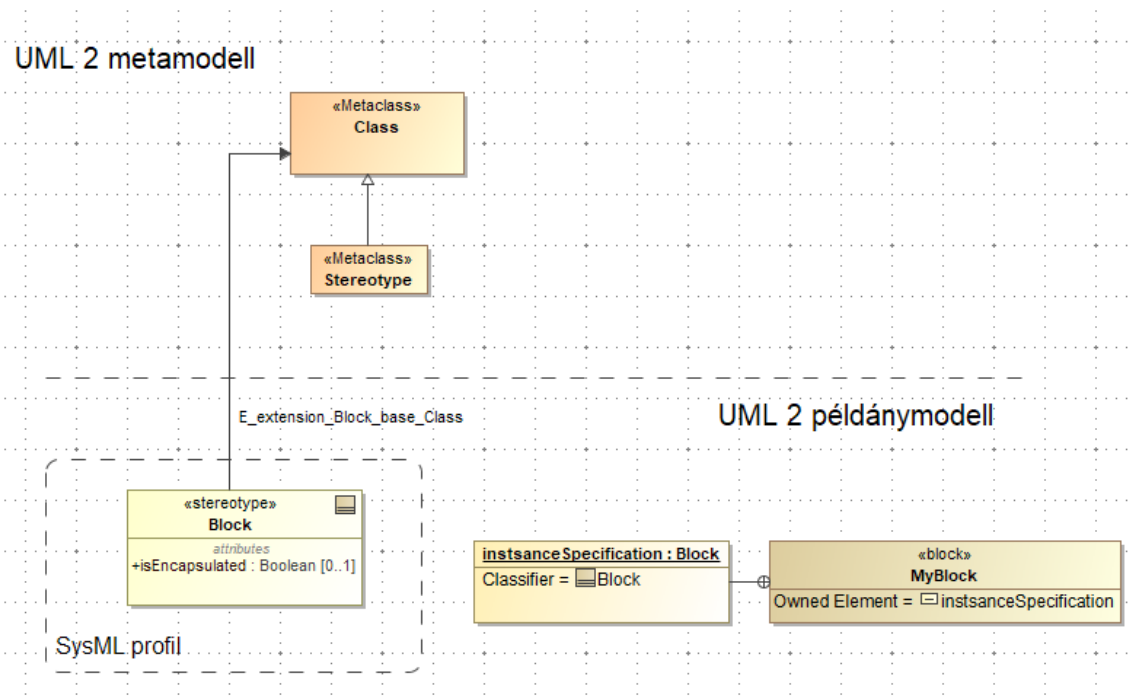 UML 2 metamodell
«Metaclass»
Class
«Metaclass»
Stereotype
E_extension_Block_base_Class
UML 2 példánymodell
«stereotype»
Block
attributes
+isEncapsulated : Boolean [0..1]
SysML profil
instsanceSpecification : Block
Classifier = Block
«block»
MyBlock
Owned Element = instsanceSpecification